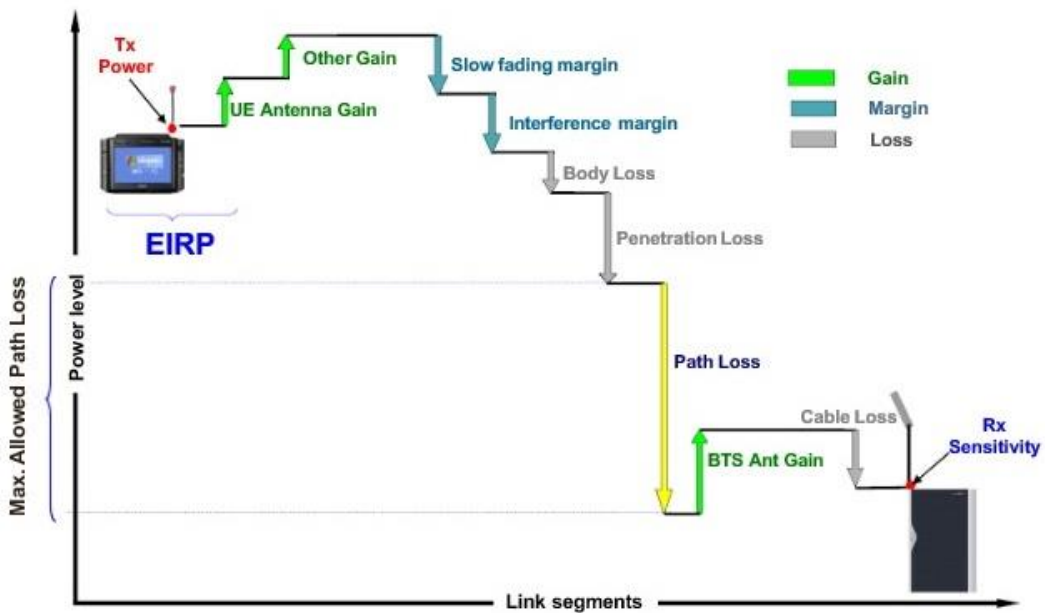 Tx
Power
Other Gain
UE Antenna Gain
Slow fading margin
Interference margin
Body Loss
Penetration Loss
Gain
Margin
Loss
EIRP
Max. Allowed Path Loss
Power level
Path Loss
Cable Loss
BTS Ant Gain
Rx
Sensitivity
Link segments